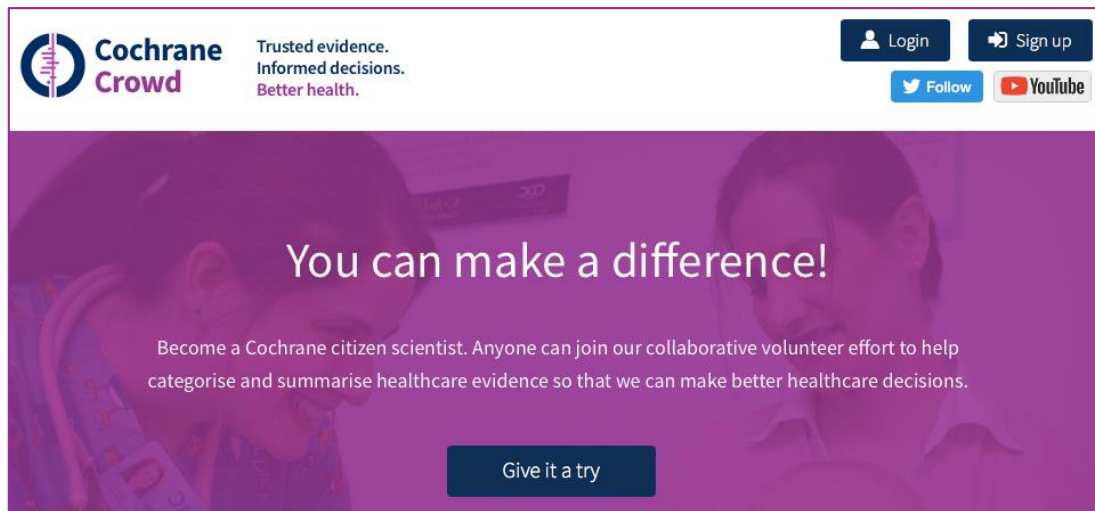 Cochrane
Crowd
Trusted evidence.
Informed decisions.
Better health.
Login
Sign up
Follow
YouTube
You can make a difference!
Become a Cochrane citizen scientist. Anyone can join our collaborative volunteer effort to help
categorise and summarise healthcare evidence so that we can make better healthcare decisions.
Give it a try